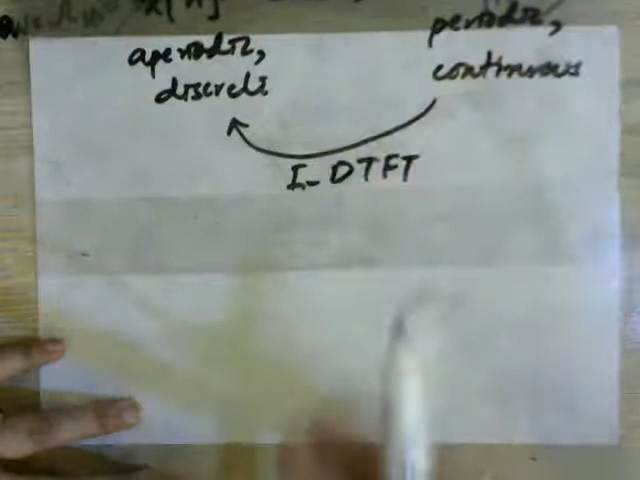 x[n]
aperiodic, periodic,
discrete continuous
I-DTFT